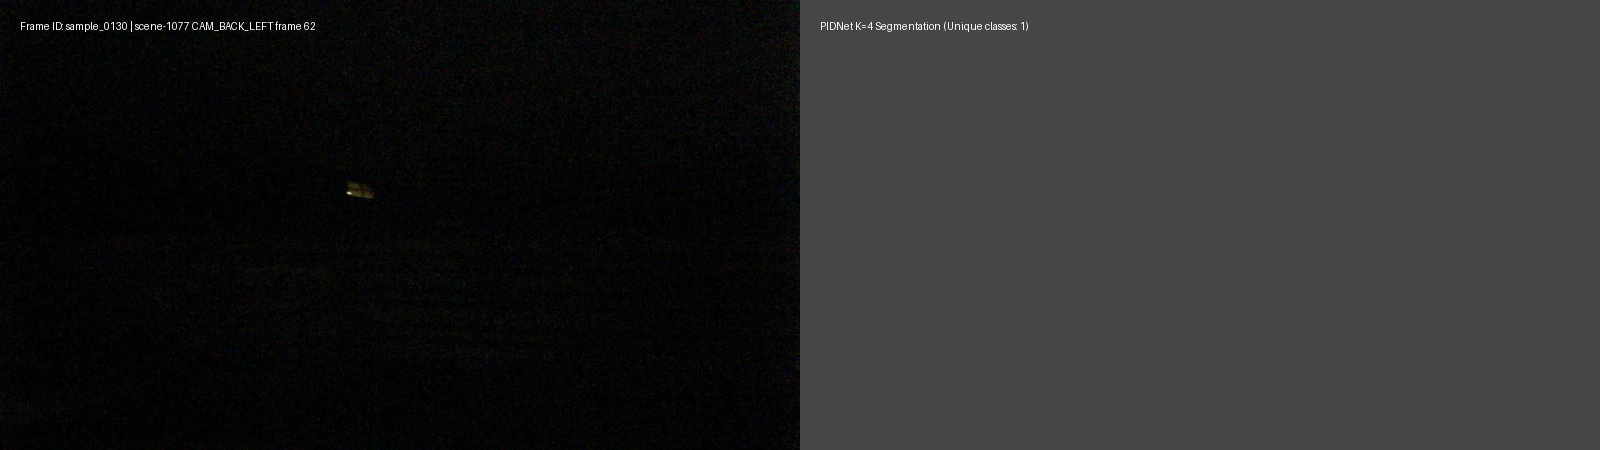 Frame ID: sample_0130 | scene-1077 CAM_BACK_LEFT frame 62
PIDNet K=4 Segmentation (Unique classes: 1)